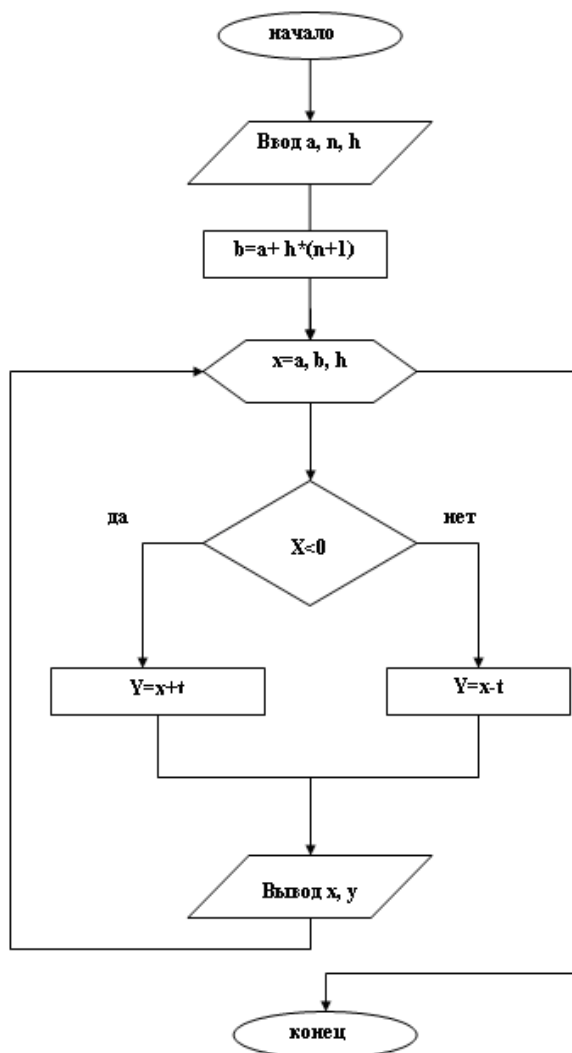 начало
Ввод a, n, h
b=a+ h*(n+1)
x=a, b, h
да
нет
X<0
Y=x+t
Y=x-t
Вывод x, y
конец